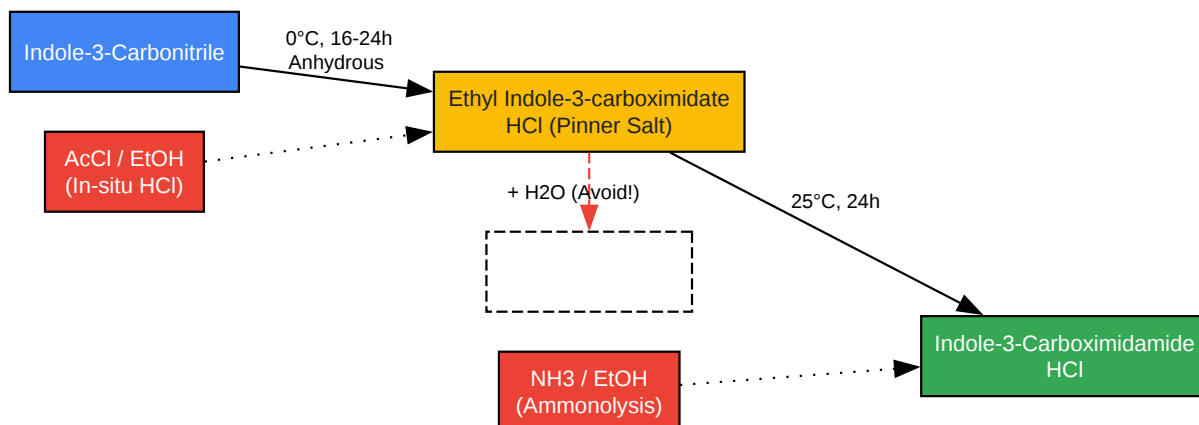 Indole-3-Carbonitrile
0°C, 16-24h
Anhydrous
Ethyl Indole-3-carboximidate
HCl (Pinner Salt)
AcCl / EtOH
(In-situ HCl)
+ H2O (Avoid!)
25°C, 24h
Indole-3-Carboximidamide
HCl
NH3 / EtOH
(Ammonolysis)